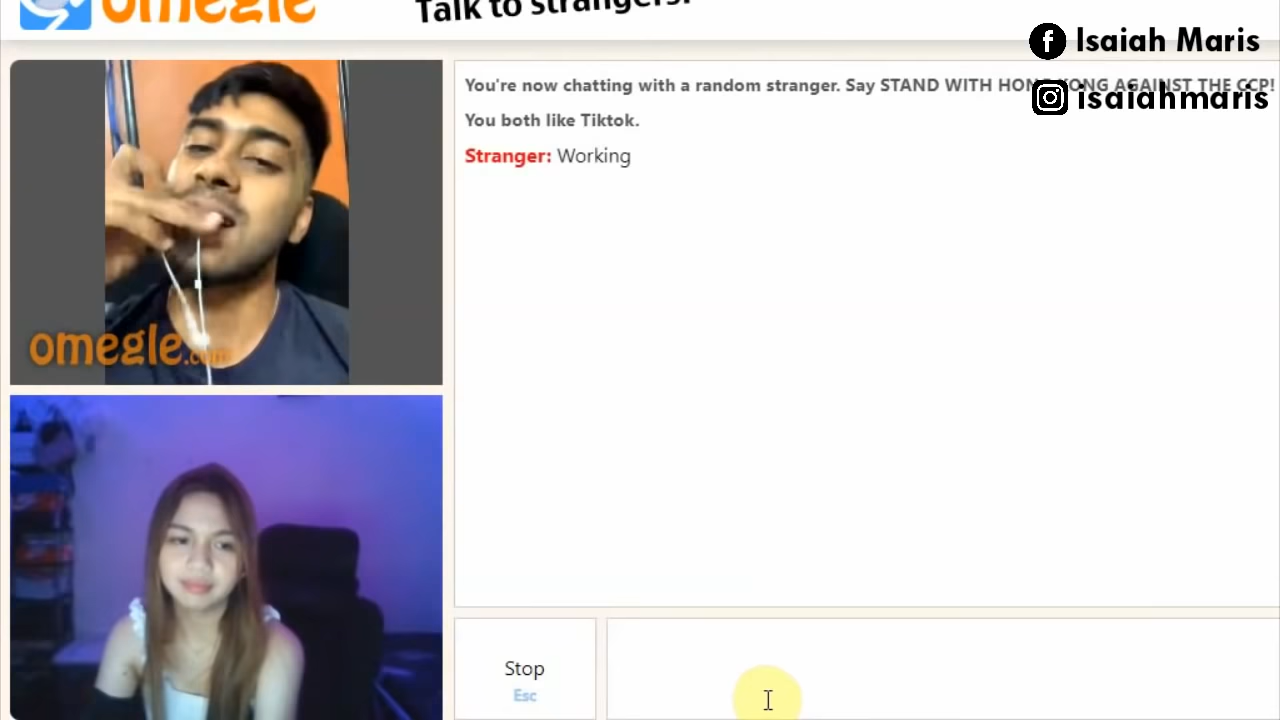 omegle
Talk to strangers!
Isaiah Maris
isaiahmaris
You're now chatting with a random stranger. Say STAND WITH HONG KONG AGAINST THE CCP!
You both like Tiktok.
Stranger: Working
omegle.com
Stop
Esc